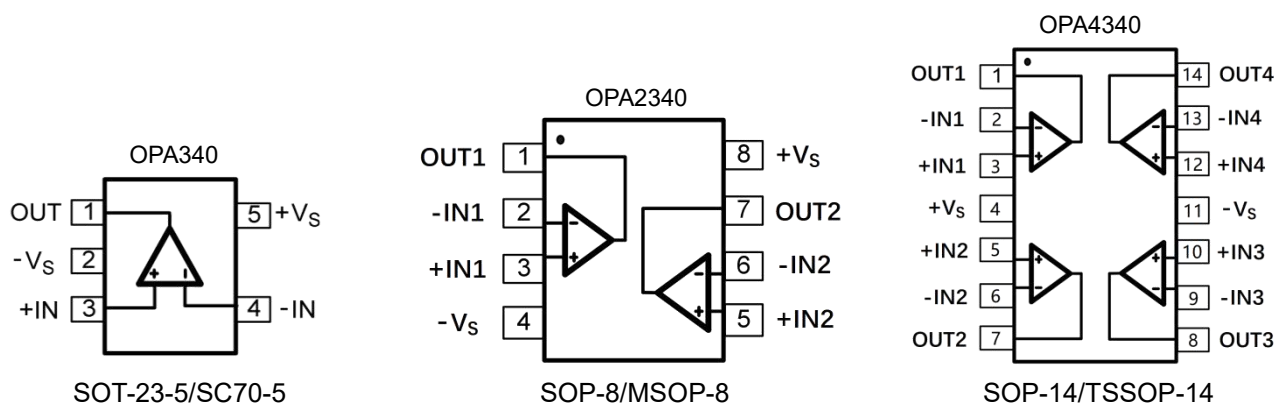 OPA340
OUT 1 5 +VS
-VS 2
+IN 3 4 -IN
+ -
SOT-23-5/SC70-5
OPA2340
OUT1 1 8 +VS
-IN1 2 7 OUT2
+IN1 3 6 -IN2
-VS 4 5 +IN2
- +
- +
SOP-8/MSOP-8
OPA4340
OUT1 1 14 OUT4
-IN1 2 13 -IN4
+IN1 3 12 +IN4
+VS 4 11 -VS
+IN2 5 10 +IN3
-IN2 6 9 -IN3
OUT2 7 8 OUT3
- +
- +
+ -
+ -
SOP-14/TSSOP-14